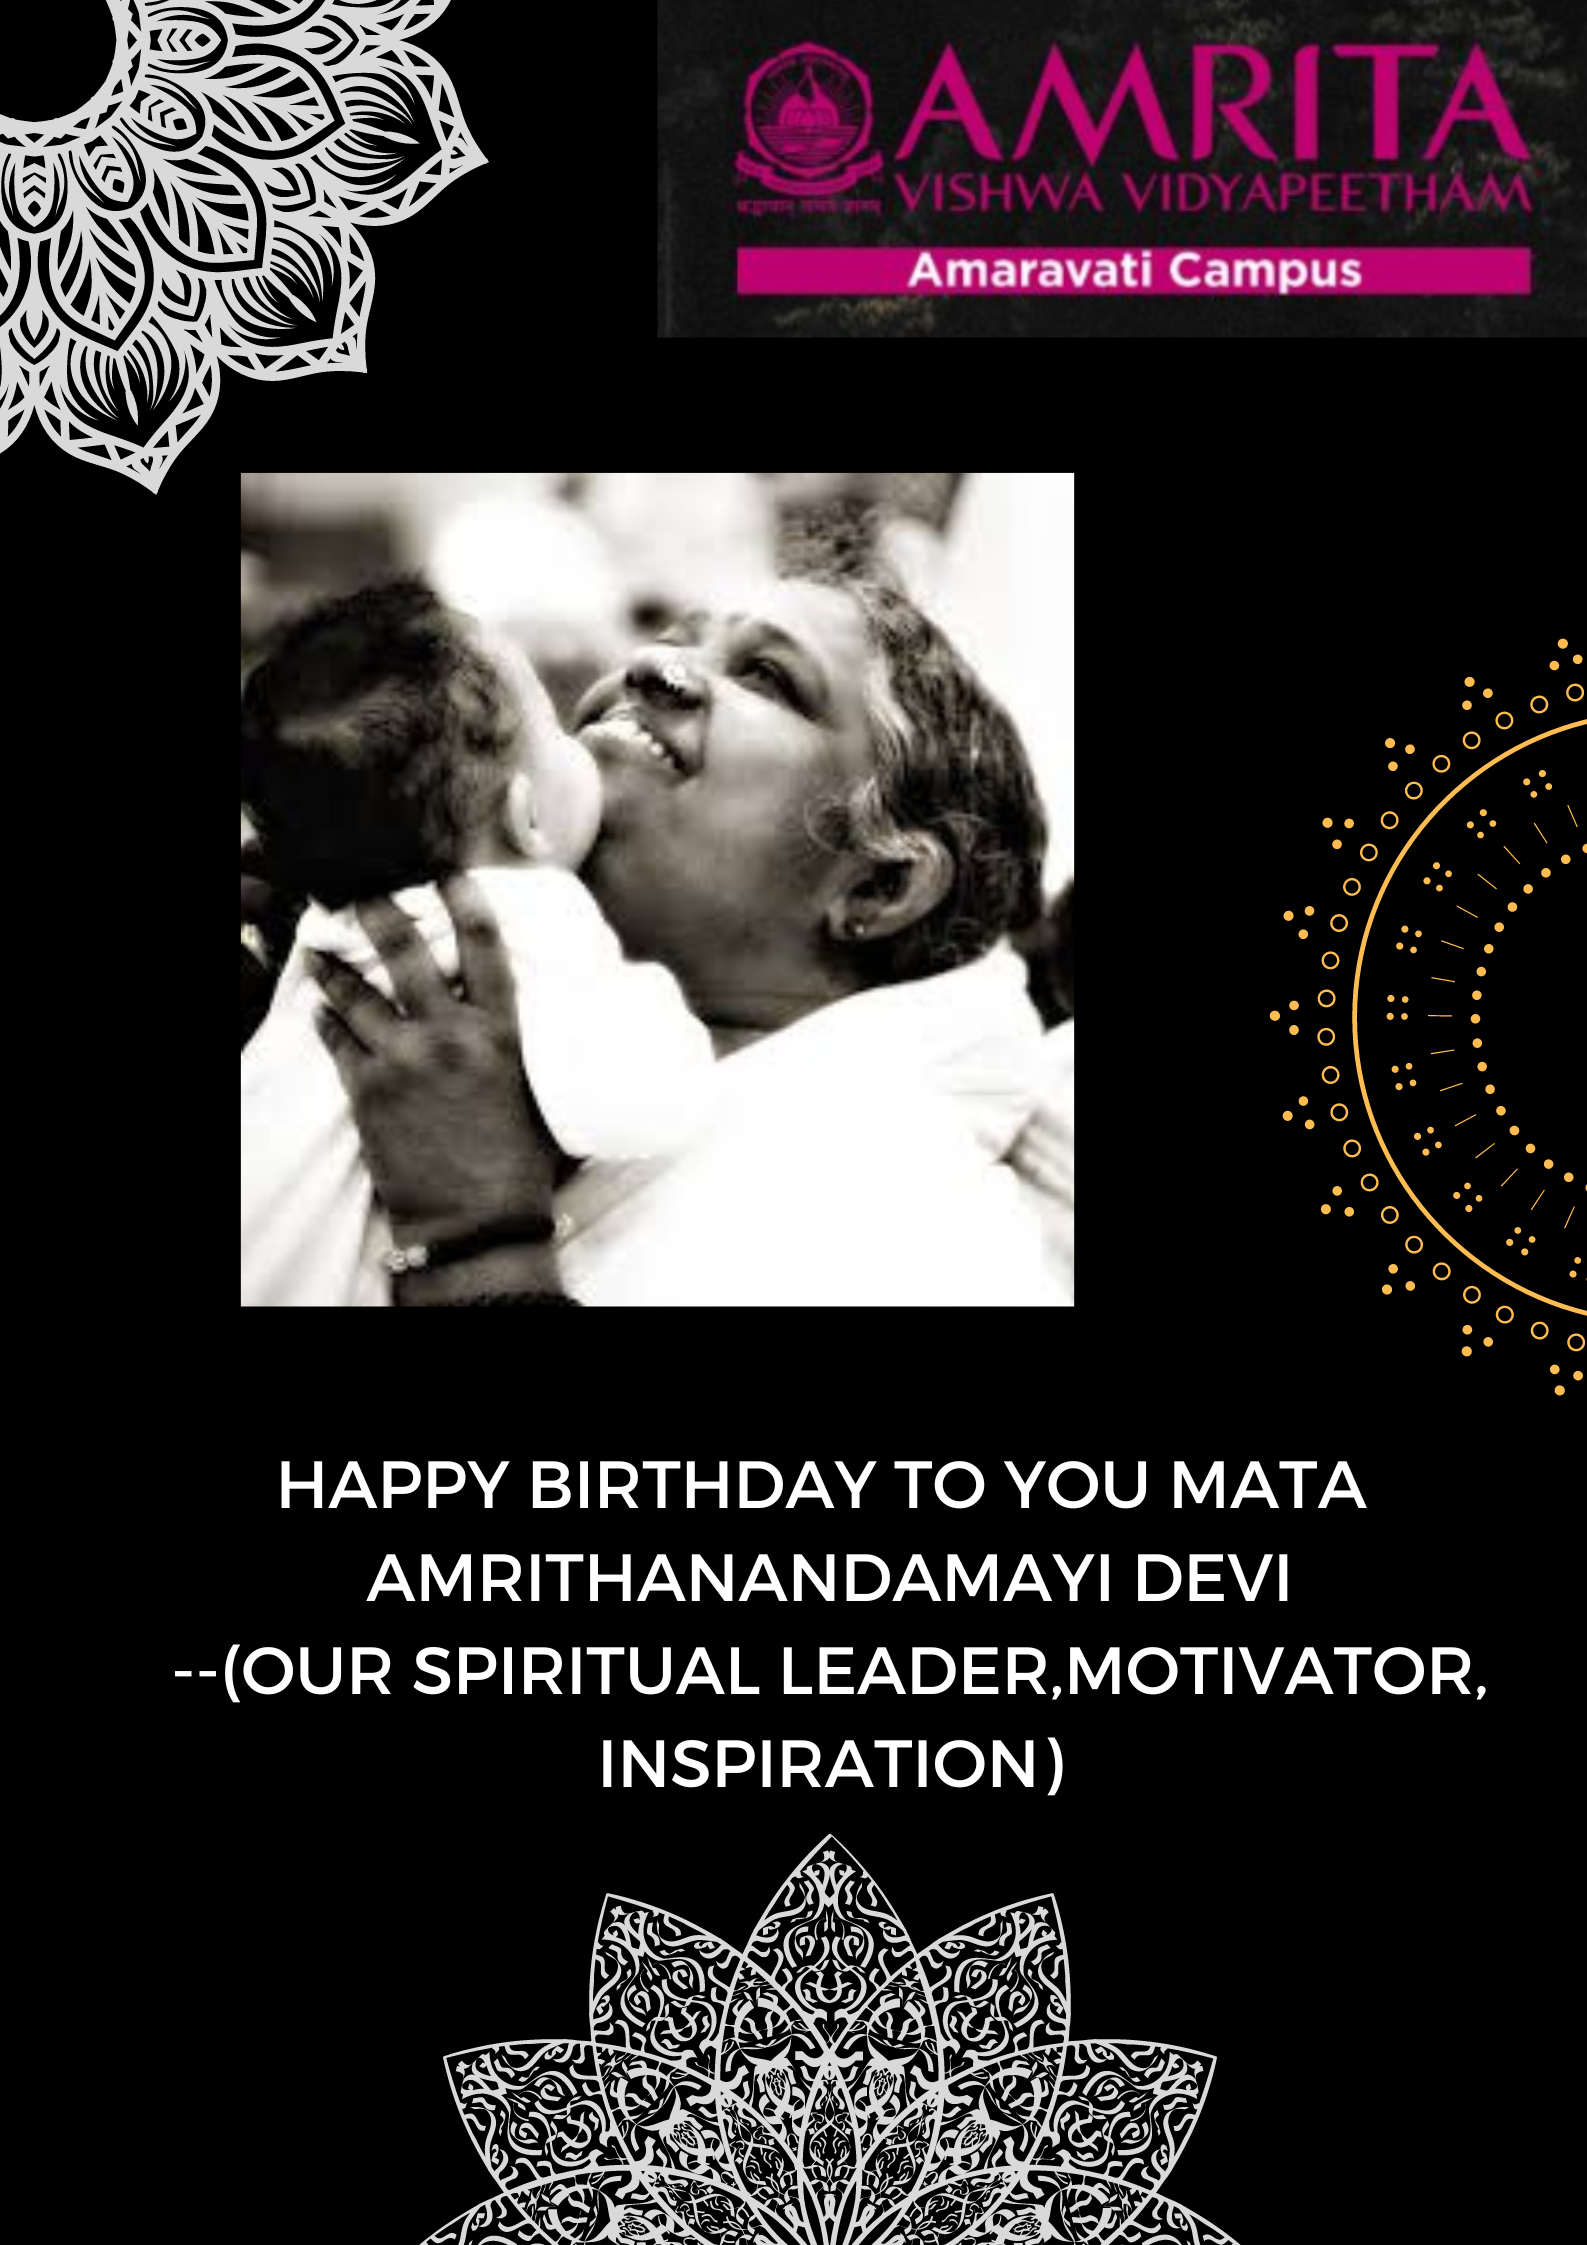 AMRITA
VISHWA VIDYAPEETHAM
Amaravati Campus
HAPPY BIRTHDAY TO YOU MATA
AMRITHANANDAMAYI DEVI
--(OUR SPIRITUAL LEADER,MOTIVATOR,
INSPIRATION)